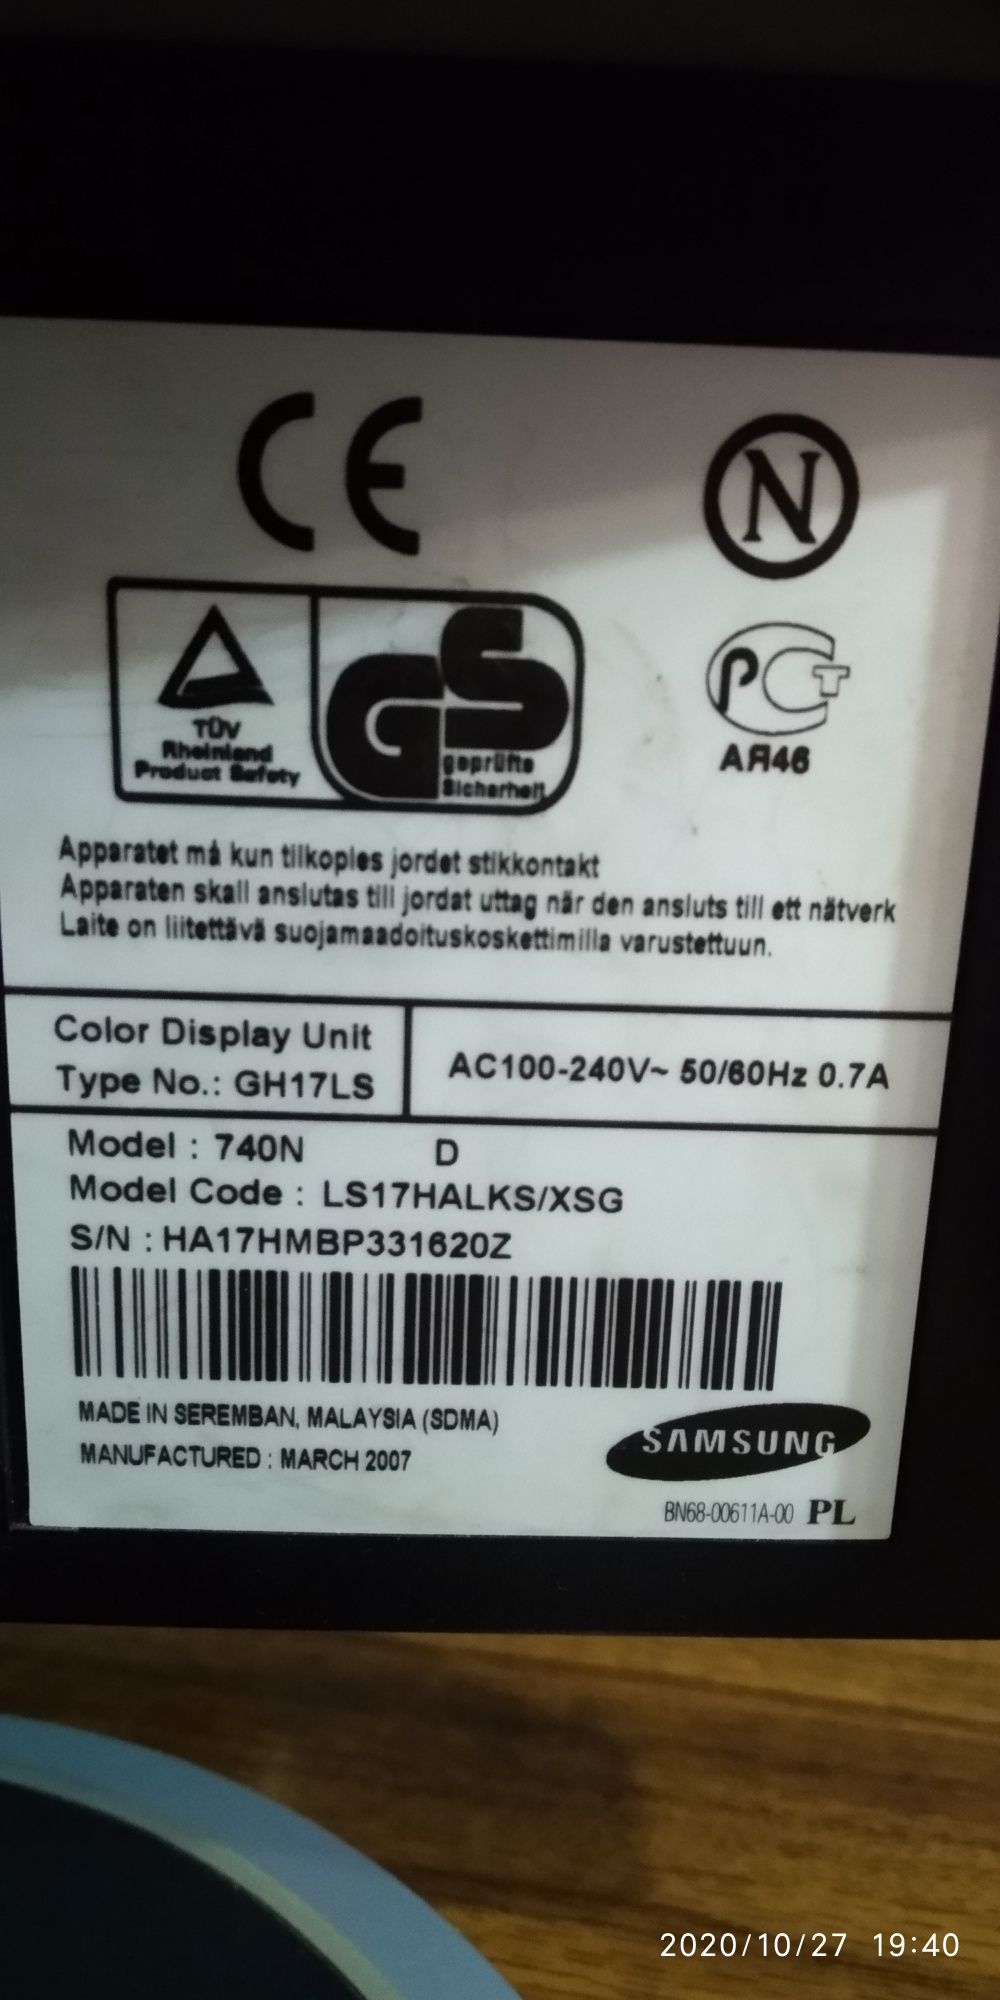 CE
N
TÜV
Rheinland
Product Safety
GS
geprüfte
Sicherheit
PCT
АЯ46
Apparatet må kun tilkoples jordet stikkontakt
Apparaten skall anslutas till jordat uttag när den ansluts till ett nätverk
Laite on liitettävä suojamaadoituskoskettimilla varustettuun.
Color Display Unit
Type No.: GH17LS
AC100-240V~ 50/60Hz 0.7A
Model : 740N D
Model Code : LS17HALKS/XSG
S/N : HA17HMBP331620Z
MADE IN SEREMBAN, MALAYSIA (SDMA)
MANUFACTURED : MARCH 2007
SAMSUNG
BN68-00611A-00 PL
2020/10/27 19:40